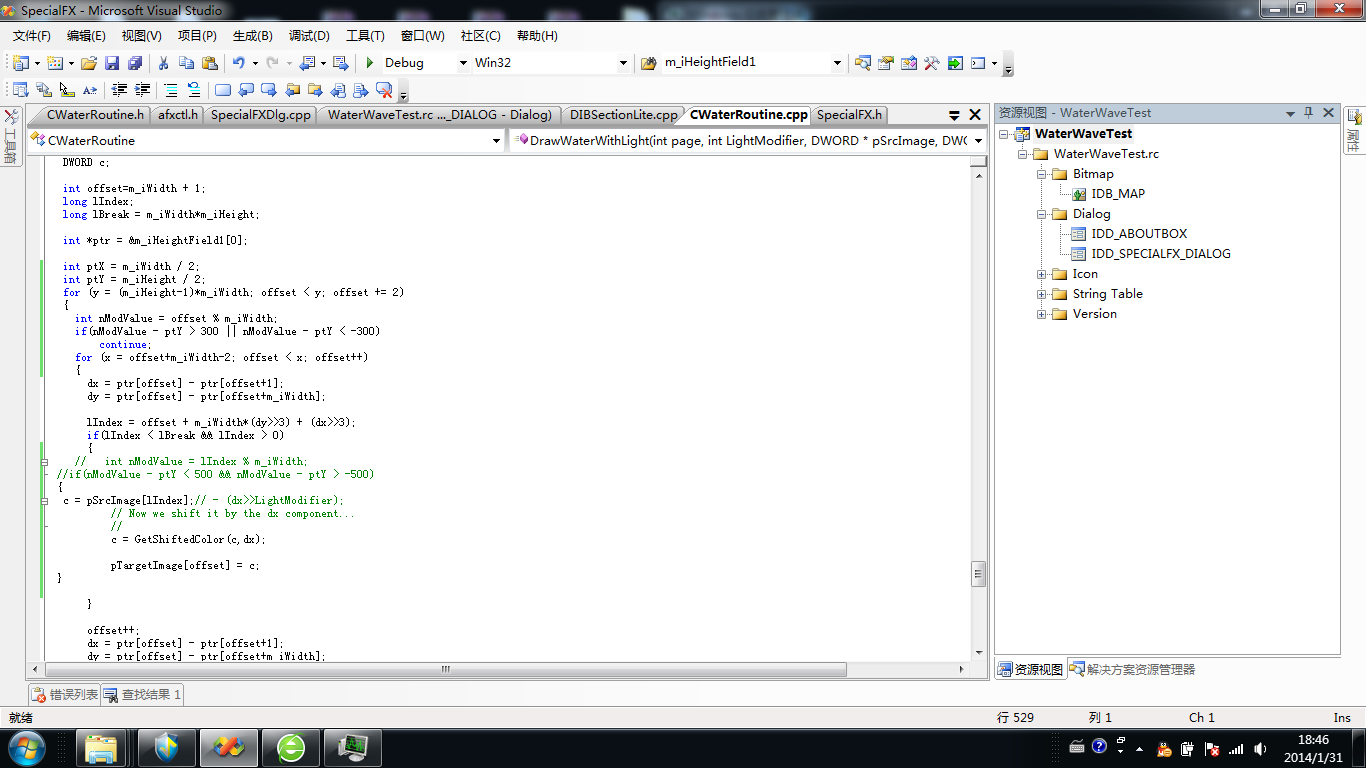 SpecialFX - Microsoft Visual Studio
文件(F) 编辑(E) 视图(V) 项目(P) 生成(B) 调试(D) 工具(T) 窗口(W) 社区(C) 帮助(H)
Debug Win32 m_iHeightField1
CWaterRoutine.h afxctl.h SpecialFXDlg.cpp WaterWaveTest.rc ..._DIALOG - Dialog) DIBSectionLite.cpp CWaterRoutine.cpp SpecialFX.h
CWaterRoutine DrawWaterWithLight(int page, int LightModifier, DWORD * pSrcImage, DWO
工具箱
DWORD c;
int offset=m_iWidth + 1;
long lIndex;
long lBreak = m_iWidth*m_iHeight;
int *ptr = &m_iHeightField1[0];
int ptX = m_iWidth / 2;
int ptY = m_iHeight / 2;
for (y = (m_iHeight-1)*m_iWidth; offset < y; offset += 2)
{
int nModValue = offset % m_iWidth;
if(nModValue - ptY > 300 || nModValue - ptY < -300)
continue;
for (x = offset+m_iWidth-2; offset < x; offset++)
{
dx = ptr[offset] - ptr[offset+1];
dy = ptr[offset] - ptr[offset+m_iWidth];
lIndex = offset + m_iWidth*(dy>>3) + (dx>>3);
if(lIndex < lBreak && lIndex > 0)
{
// int nModValue = lIndex % m_iWidth;
//if(nModValue - ptY < 500 && nModValue - ptY > -500)
{
c = pSrcImage[lIndex];// - (dx>>LightModifier);
// Now we shift it by the dx component...
//
c = GetShiftedColor(c,dx);
pTargetImage[offset] = c;
}
}
offset++;
dx = ptr[offset] - ptr[offset+1];
dy = ptr[offset] - ptr[offset+m_iWidth];
资源视图 - WaterWaveTest
WaterWaveTest
WaterWaveTest.rc
Bitmap
IDB_MAP
Dialog
IDD_ABOUTBOX
IDD_SPECIALFX_DIALOG
Icon
String Table
Version
属性
资源视图 解决方案资源管理器
错误列表 查找结果 1
就绪 行 529 列 1 Ch 1 Ins
18:46
2014/1/31